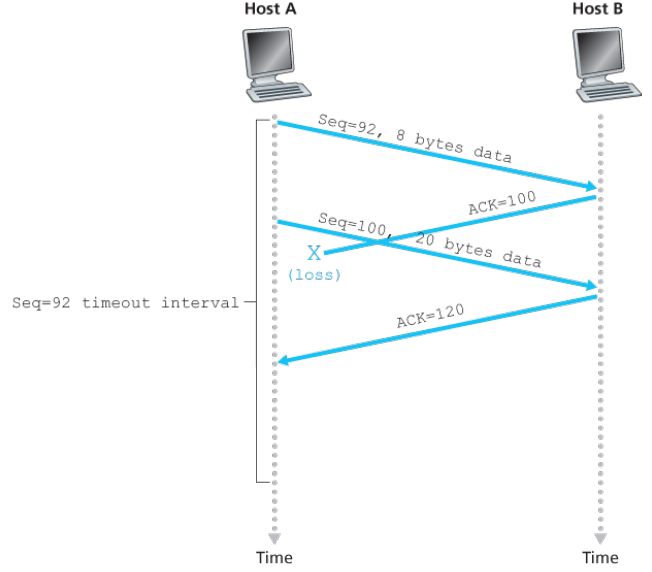 Host A
Host B
Seq=92, 8 bytes data
ACK=100
Seq=100, 20 bytes data
X
(loss)
Seq=92 timeout interval
ACK=120
Time
Time